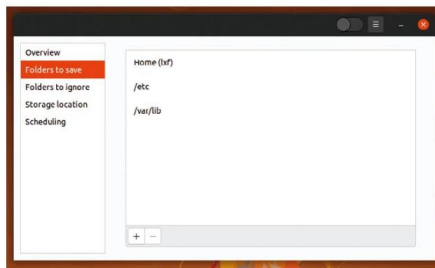 Overview
Folders to save
Folders to ignore
Storage location
Scheduling
Home (lxf)
/etc
/var/lib